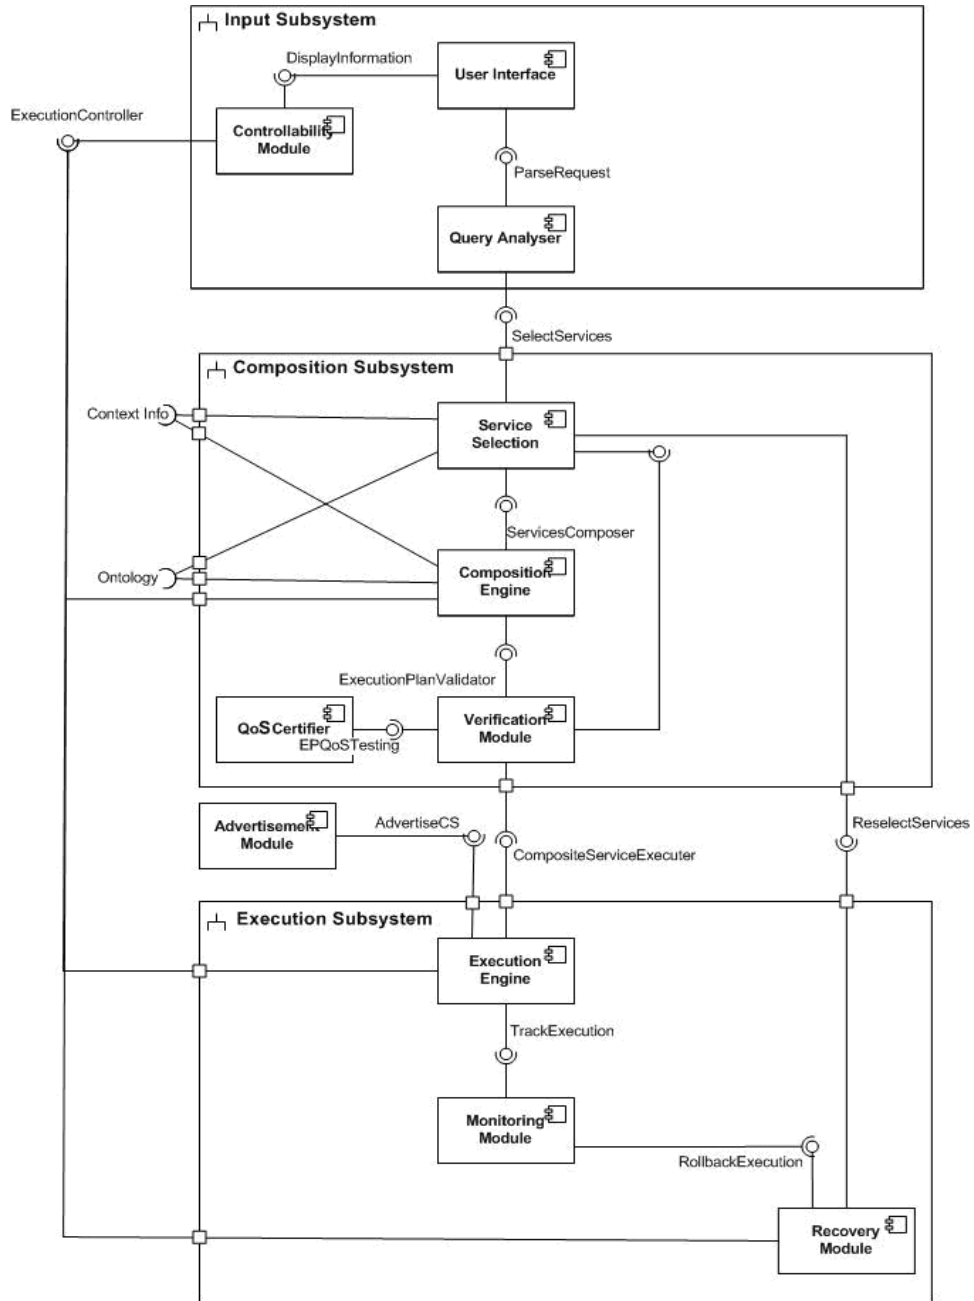 Input Subsystem
DisplayInformation
User Interface
ExecutionController
Controllability
Module
ParseRequest
Query Analyser
SelectServices
Composition Subsystem
Context Info
Service
Selection
ServicesComposer
Ontology
Composition
Engine
ExecutionPlanValidator
QoSCertifier
EPQoSTesting
Verification
Module
Advertisement
Module
AdvertiseCS
CompositeServiceExecuter
ReselectServices
Execution Subsystem
Execution
Engine
TrackExecution
Monitoring
Module
RollbackExecution
Recovery
Module